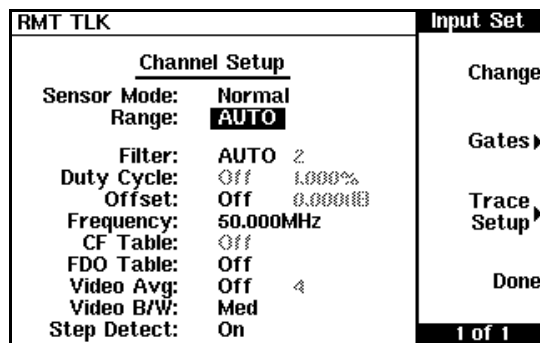 RMT TLK
Input Set
Channel Setup
Change
Sensor Mode: Normal
Range: AUTO
Gates
Filter: AUTO 2
Duty Cycle: Off 1.000%
Offset: Off 0.000dB
Trace Setup
Frequency: 50.000MHz
CF Table: Off
FDO Table: Off
Video Avg: Off 4
Done
Video B/W: Med
Step Detect: On
1 of 1